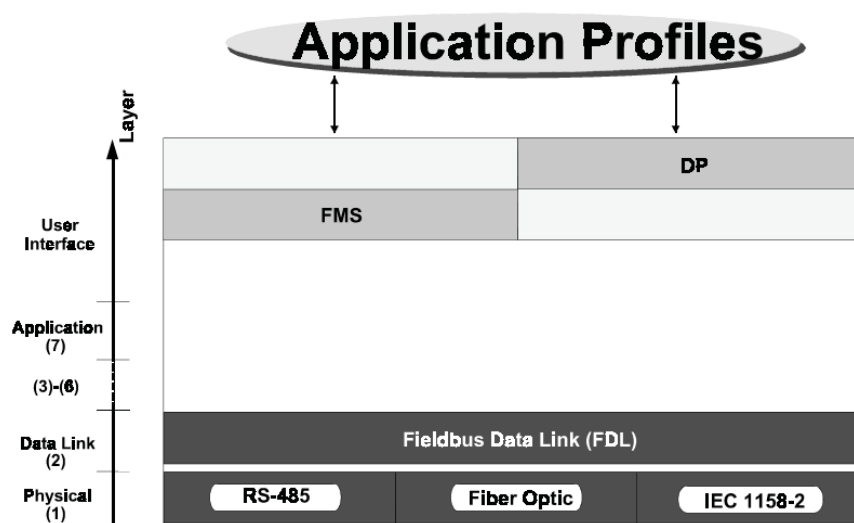 Application Profiles
Layer
DP
FMS
User
Interface
Application
(7)
(3)-(6)
Data Link
(2)
Fieldbus Data Link (FDL)
Physical
(1)
RS-485
Fiber Optic
IEC 1158-2